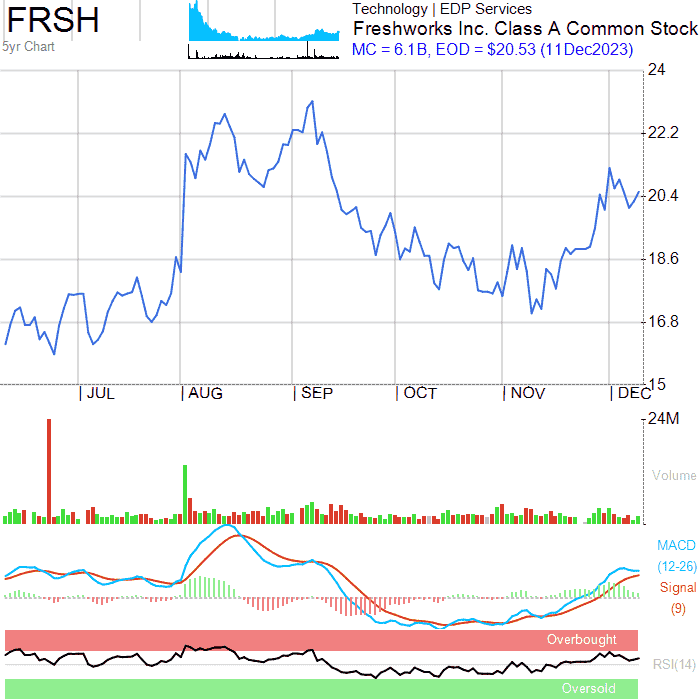 FRSH
5yr Chart
Technology | EDP Services
Freshworks Inc. Class A Common Stock
MC = 6.1B, EOD = $20.53 (11Dec2023)
24
22.2
20.4
18.6
16.8
15
| JUL | AUG | SEP | OCT | NOV | DEC
24M
Volume
MACD
(12-26)
Signal
(9)
Overbought
RSI(14)
Oversold